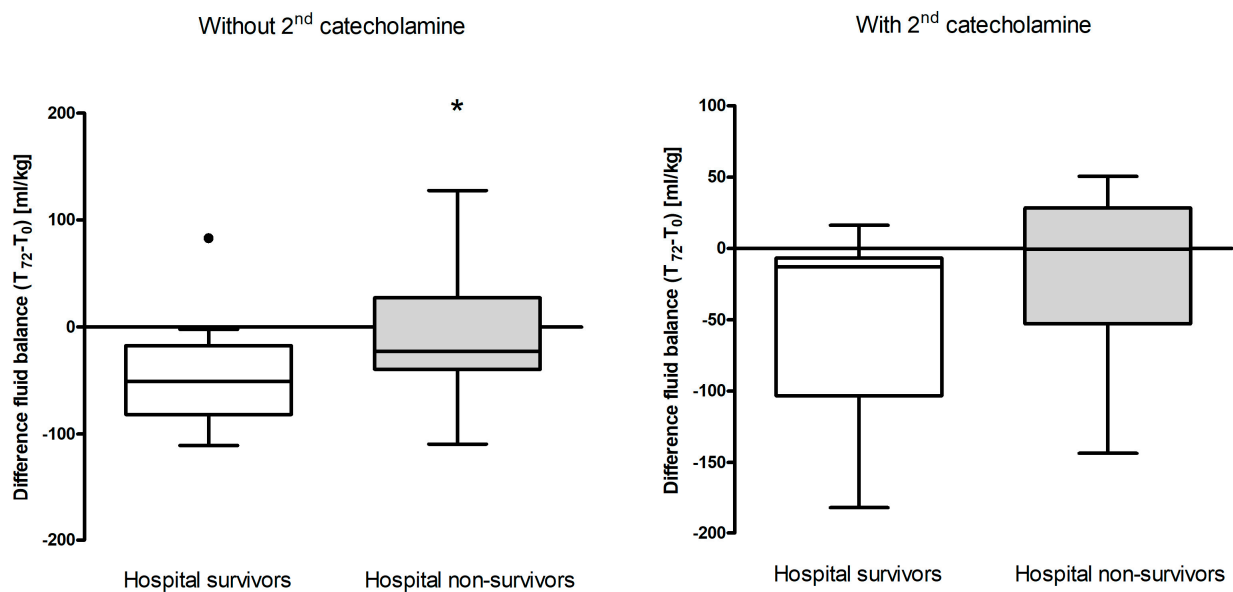 Without 2nd catecholamine
Difference fluid balance (T72-T0) [ml/kg]
200
100
0
-100
-200
*
Hospital survivors
Hospital non-survivors
With 2nd catecholamine
Difference fluid balance (T72-T0) [ml/kg]
100
50
0
-50
-100
-150
-200
Hospital survivors
Hospital non-survivors